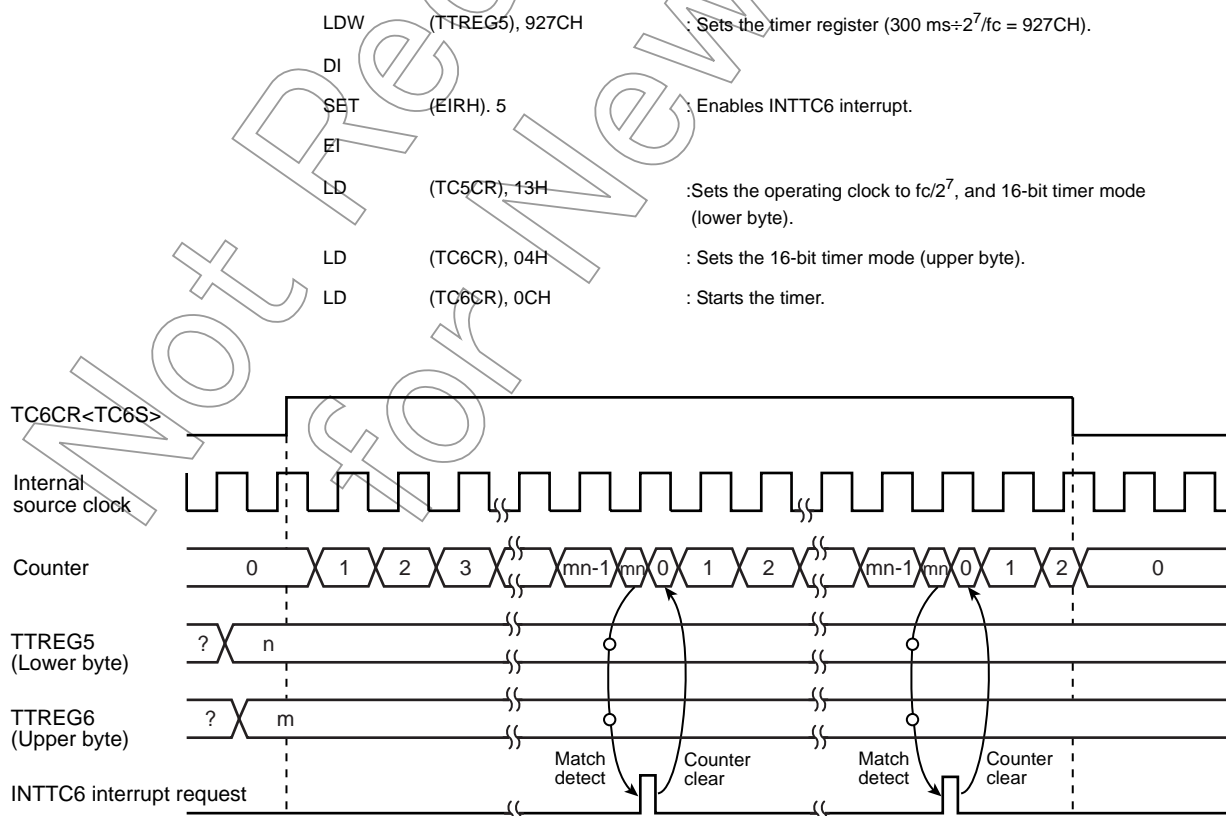 LDW (TTREG5), 927CH : Sets the timer register (300 ms÷2⁷/fc = 927CH).
DI
SET (EIRH). 5 : Enables INTTC6 interrupt.
EI
LD (TC5CR), 13H :Sets the operating clock to fc/2⁷, and 16-bit timer mode
(lower byte).
LD (TC6CR), 04H : Sets the 16-bit timer mode (upper byte).
LD (TC6CR), 0CH : Starts the timer.
TC6CR<TC6S>
Internal
source clock
Counter 0 1 2 3 mn-1 mn 0 1 2 mn-1 mn 0 1 2 0
TTREG5 ? n
(Lower byte)
TTREG6 ? m
(Upper byte)
Match Counter Match Counter
detect clear detect clear
INTTC6 interrupt request
Not Re
for New